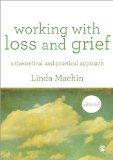 working with
loss and grief
a theoretical and practical approach
Linda Machin